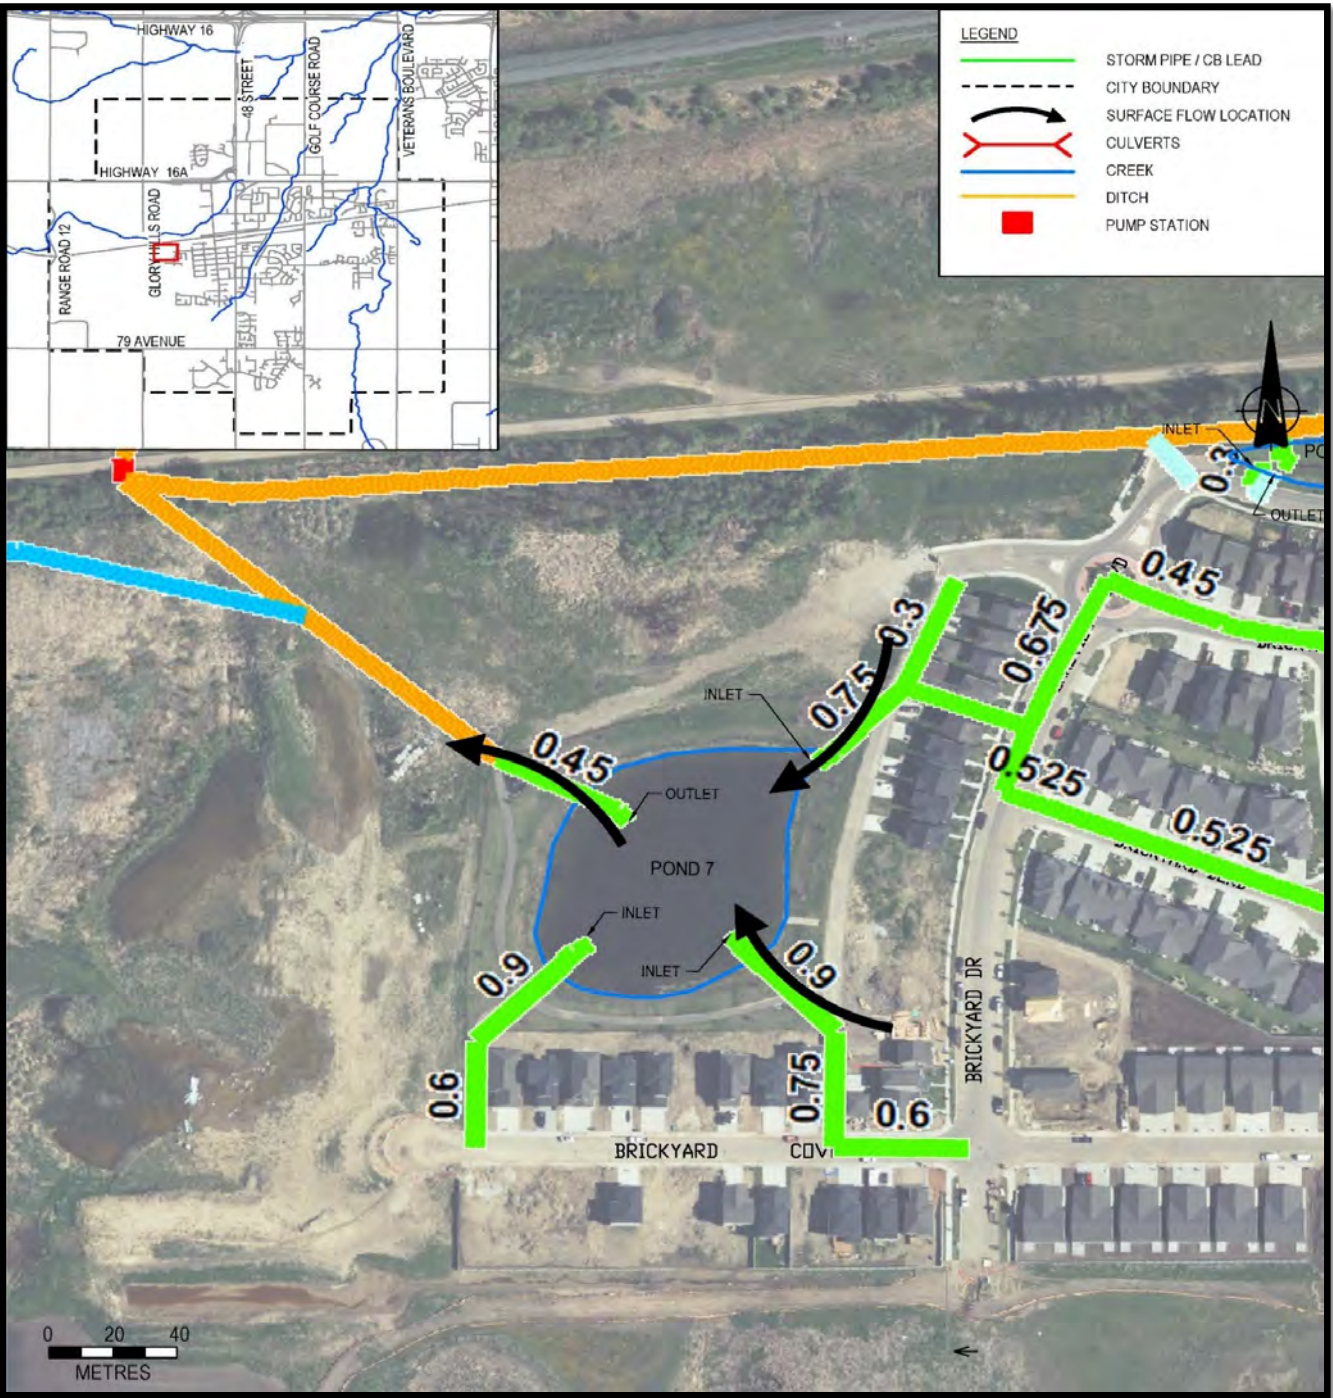 HIGHWAY 16
48 STREET
GOLF COURSE ROAD
VETERANS BOULEVARD
HIGHWAY 16A
RANGE ROAD 12
GLORY HILLS ROAD
79 AVENUE
LEGEND
STORM PIPE / CB LEAD
CITY BOUNDARY
SURFACE FLOW LOCATION
CULVERTS
CREEK
DITCH
PUMP STATION
N
INLET
PO
0.3
OUTLET
0.45
0.3
0.675
0.75
INLET
0.45
OUTLET
0.525
0.525
POND 7
INLET
0.9
INLET
0.9
BRICKYARD DR
0.6
0.75
0.6
BRICKYARD COV
0 20 40
METRES